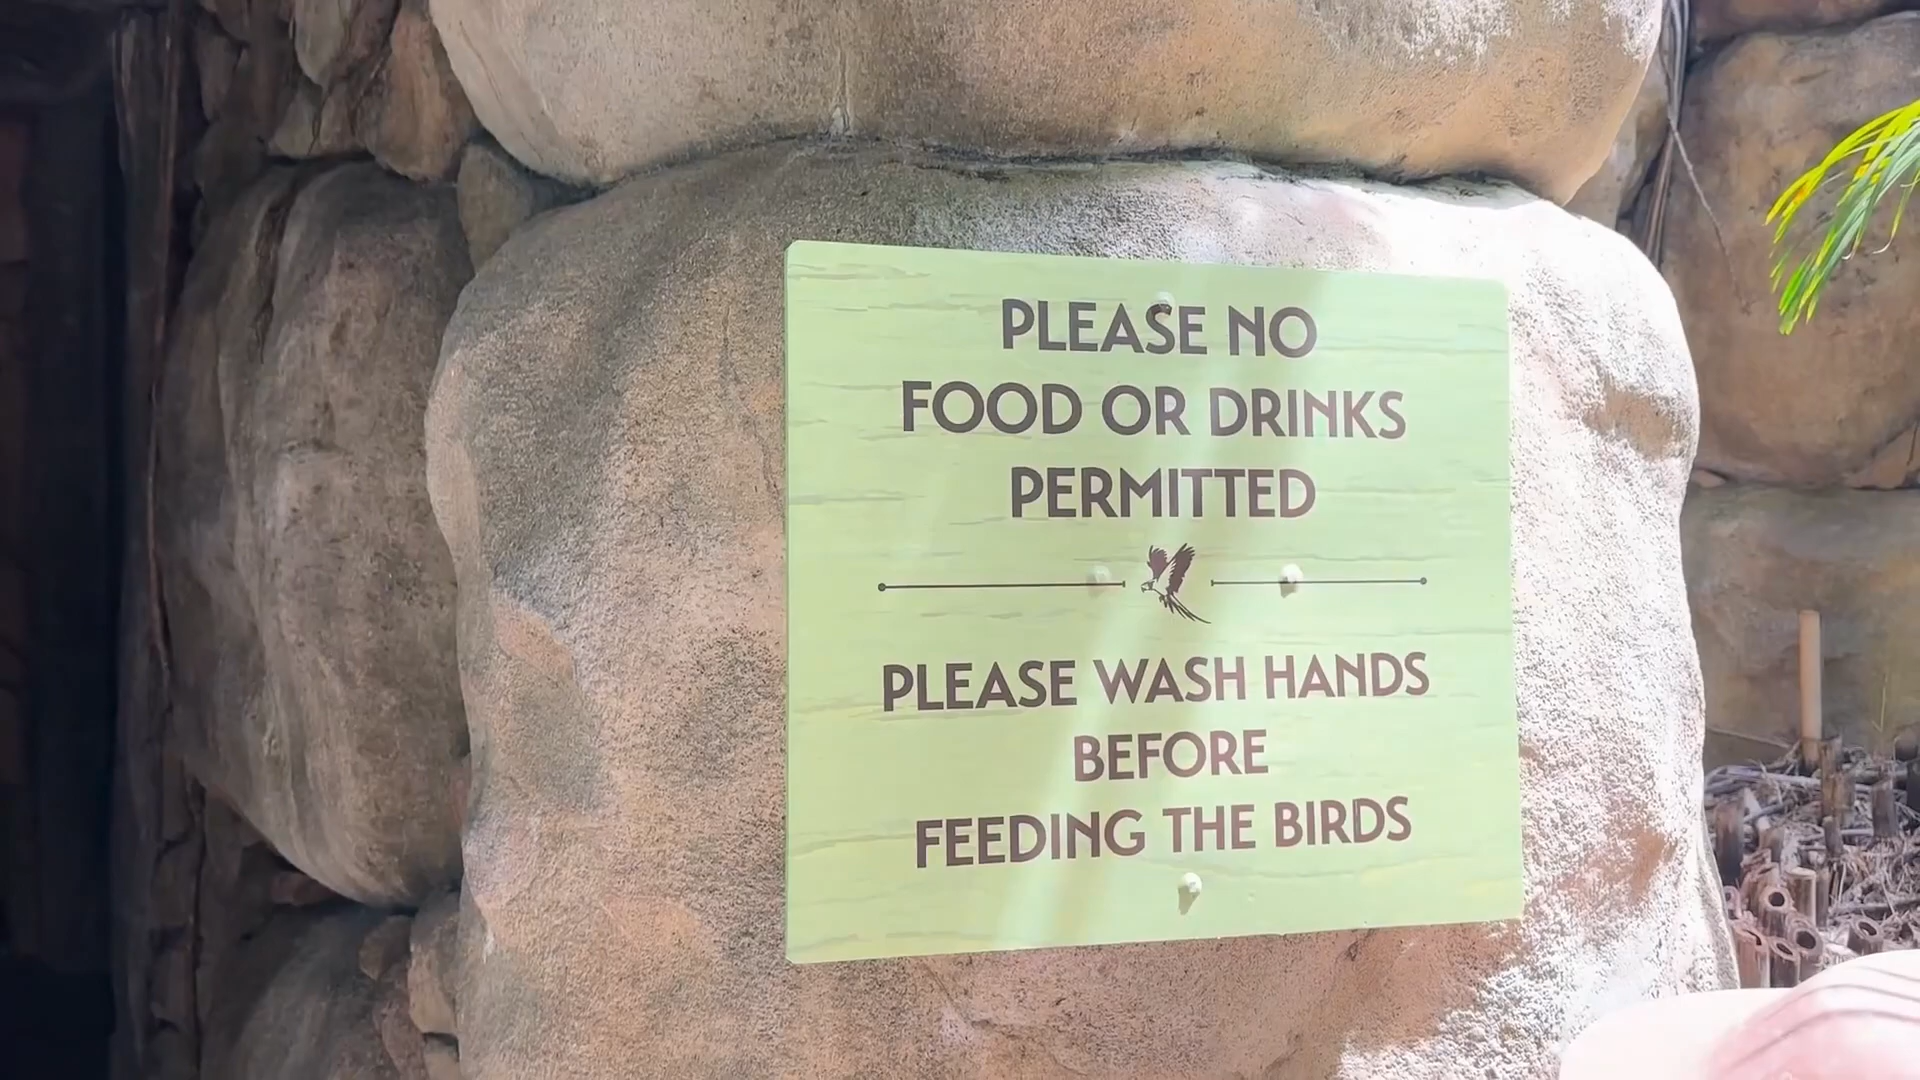 PLEASE NO
FOOD OR DRINKS
PERMITTED
PLEASE WASH HANDS
BEFORE
FEEDING THE BIRDS